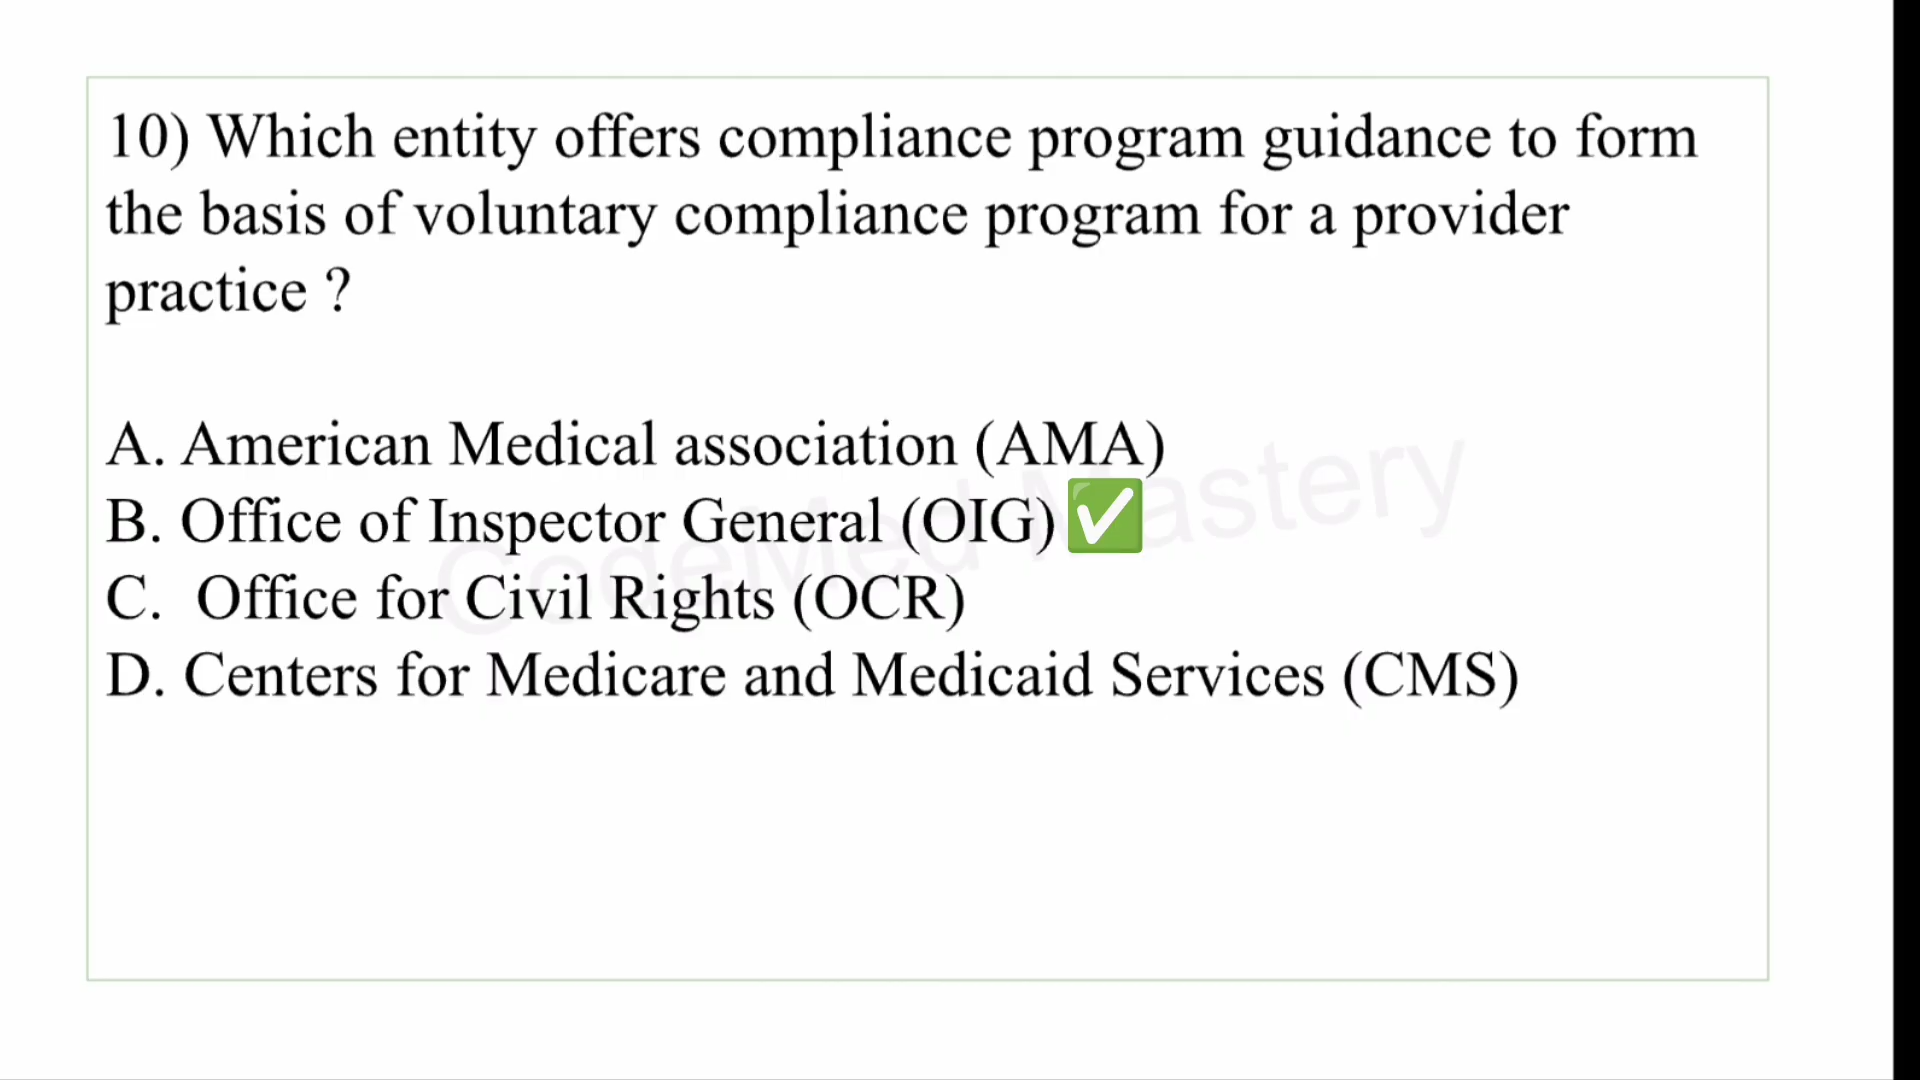 10) Which entity offers compliance program guidance to form
the basis of voluntary compliance program for a provider
practice ?
A. American Medical association (AMA)
B. Office of Inspector General (OIG) ✅
C. Office for Civil Rights (OCR)
D. Centers for Medicare and Medicaid Services (CMS)
CodeMed Mastery